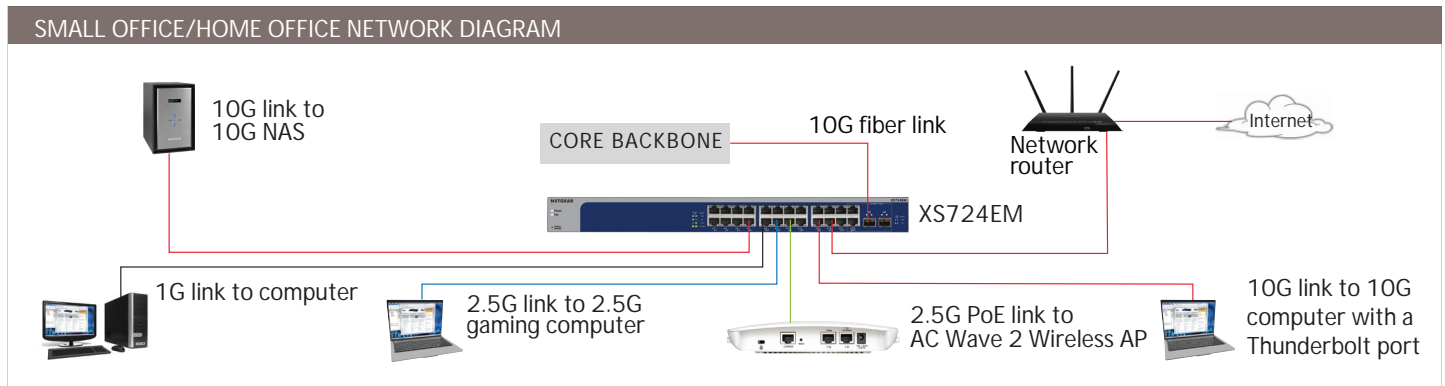 SMALL OFFICE/HOME OFFICE NETWORK DIAGRAM
10G link to
10G NAS
CORE BACKBONE
10G fiber link
Network
router
Internet
NETGEAR
XS724EM
XS724EM
1G link to computer
2.5G link to 2.5G
gaming computer
2.5G PoE link to
AC Wave 2 Wireless AP
10G link to 10G
computer with a
Thunderbolt port